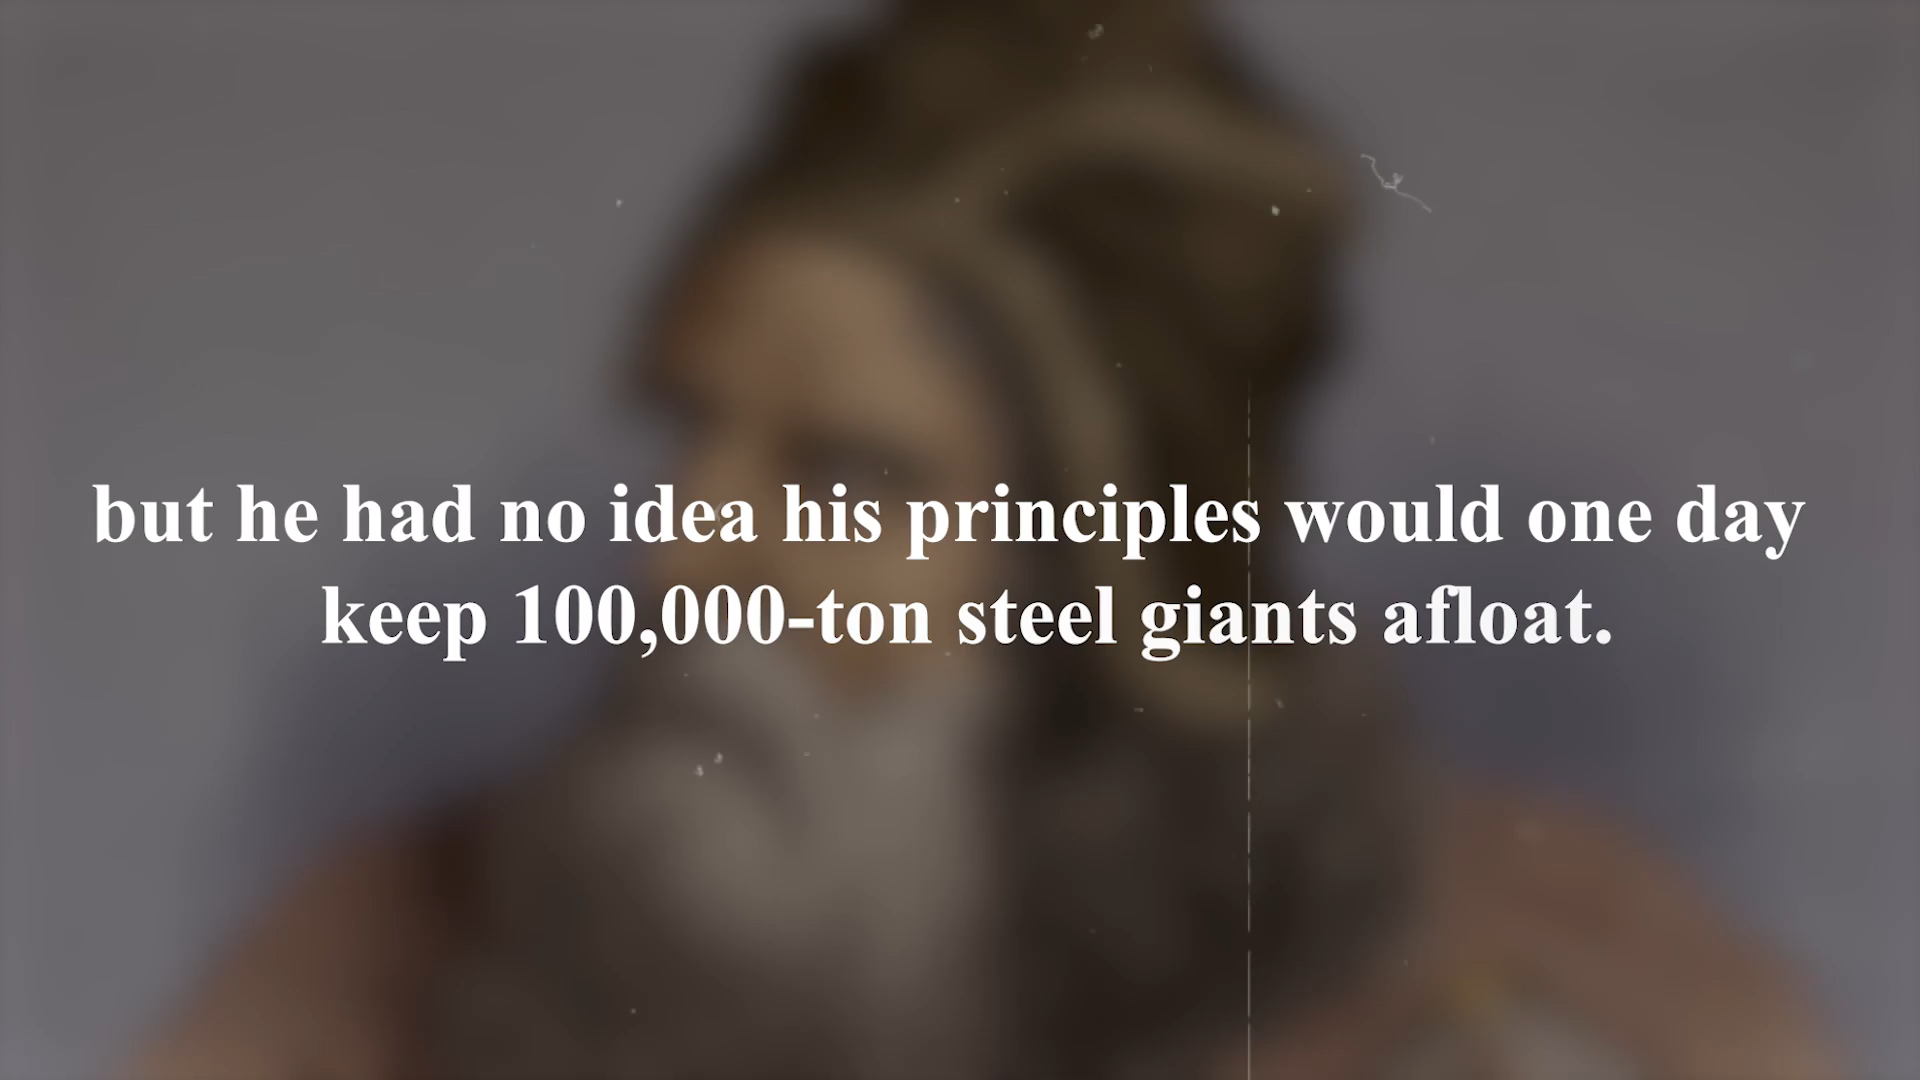 but he had no idea his principles would one day
keep 100,000-ton steel giants afloat.